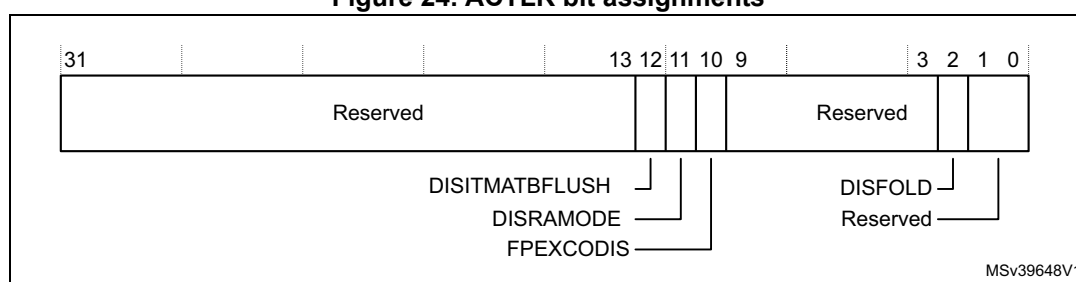 Figure 24. ACTLR bit assignments
31 13 12 11 10 9 3 2 1 0
Reserved Reserved
DISITMATBFLUSH DISFOLD
DISRAMODE Reserved
FPEXCODIS
MSv39648V1